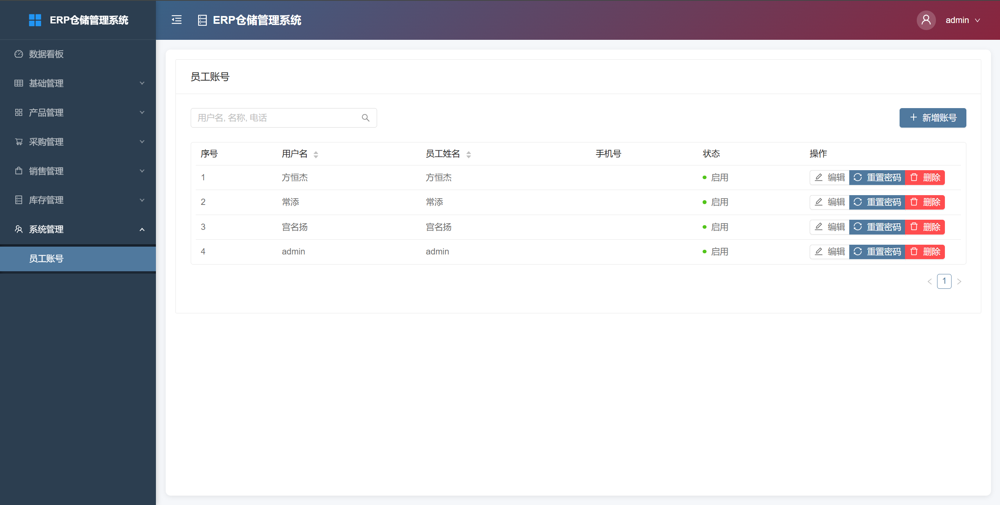 ERP仓储管理系统
ERP仓储管理系统
admin
数据看板
基础管理
产品管理
采购管理
销售管理
库存管理
系统管理
员工账号
员工账号
用户名, 名称, 电话
新增账号
序号 用户名 员工姓名 手机号 状态 操作
1 方恒杰 方恒杰 启用 编辑 重置密码 删除
2 常添 常添 启用 编辑 重置密码 删除
3 宫名扬 宫名扬 启用 编辑 重置密码 删除
4 admin admin 启用 编辑 重置密码 删除
1